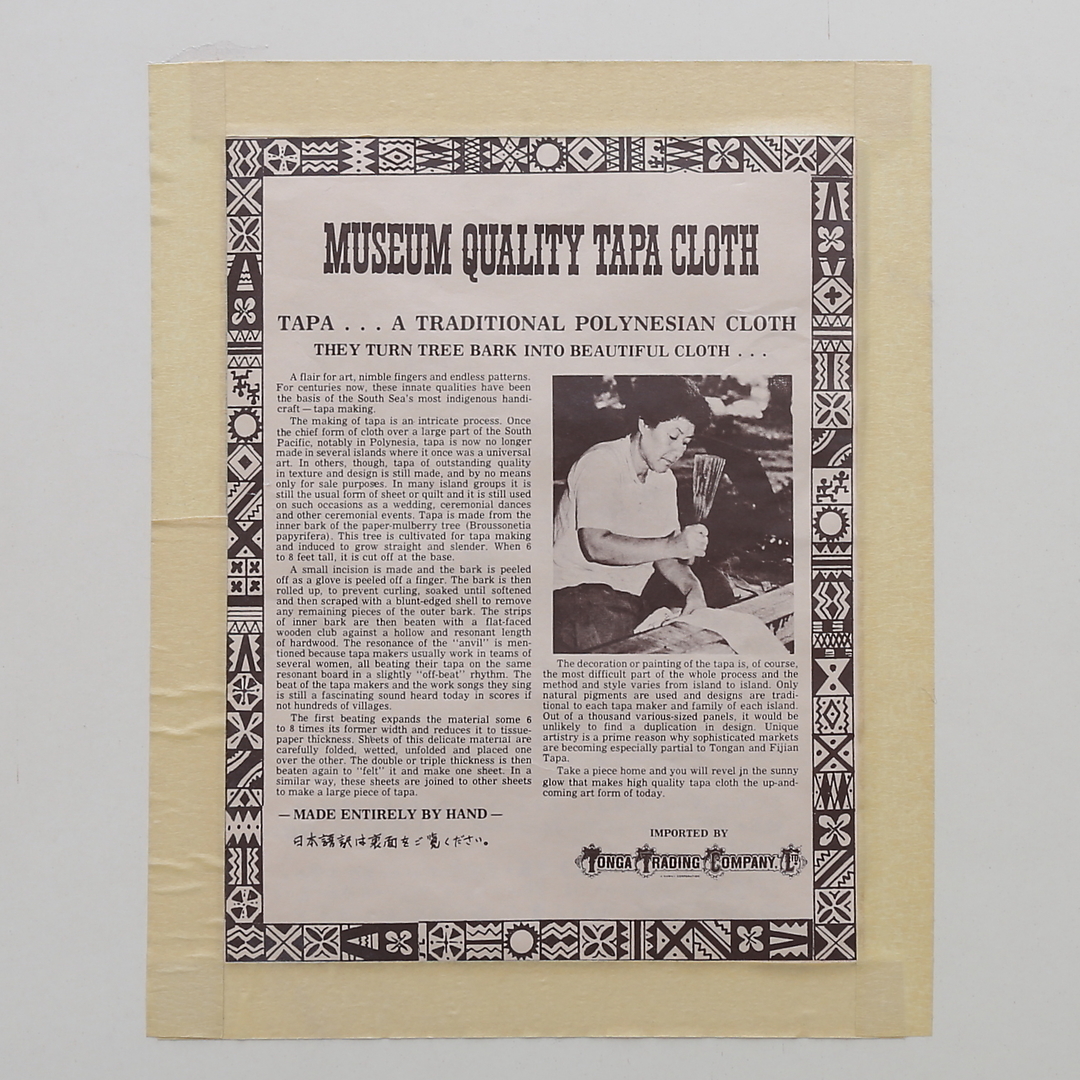 MUSEUM QUALITY TAPA CLOTH
TAPA . . . A TRADITIONAL POLYNESIAN CLOTH
THEY TURN TREE BARK INTO BEAUTIFUL CLOTH . . .
A flair for art, nimble fingers and endless patterns.
For centuries now, these innate qualities have been
the basis of the South Sea's most indigenous handi-
craft — tapa making.
The making of tapa is an intricate process. Once
the chief form of cloth over a large part of the South
Pacific, notably in Polynesia, tapa is now no longer
made in several islands where it once was a universal
art. In others, though, tapa of outstanding quality
in texture and design is still made, and by no means
only for sale purposes. In many island groups it is
still the usual form of sheet or quilt and it is still used
on such occasions as a wedding, ceremonial dances
and other ceremonial events. Tapa is made from the
inner bark of the paper-mulberry tree (Broussonetia
papyrifera). This tree is cultivated for tapa making
and induced to grow straight and slender. When 6
to 8 feet tall, it is cut off at the base.
A small incision is made and the bark is peeled
off as a glove is peeled off a finger. The bark is then
rolled up, to prevent curling, soaked until softened
and then scraped with a blunt-edged shell to remove
any remaining pieces of the outer bark. The strips
of inner bark are then beaten with a flat-faced
wooden club against a hollow and resonant length
of hardwood. The resonance of the "anvil" is men-
tioned because tapa makers usually work in teams of
several women, all beating their tapa on the same
resonant board in a slightly "off-beat" rhythm. The
beat of the tapa makers and the work songs they sing
is still a fascinating sound heard today in scores if
not hundreds of villages.
The first beating expands the material some 6
to 8 times its former width and reduces it to tissue-
paper thickness. Sheets of this delicate material are
carefully folded, wetted, unfolded and placed one
over the other. The double or triple thickness is then
beaten again to "felt" it and make one sheet. In a
similar way, these sheets are joined to other sheets
to make a large piece of tapa.
— MADE ENTIRELY BY HAND —
日本語訳は裏面をご覧ください。
The decoration or painting of the tapa is, of course,
the most difficult part of the whole process and the
method and style varies from island to island. Only
natural pigments are used and designs are tradi-
tional to each tapa maker and family of each island.
Out of a thousand various-sized panels, it would be
unlikely to find a duplication in design. Unique
artistry is a prime reason why sophisticated markets
are becoming especially partial to Tongan and Fijian
Tapa.
Take a piece home and you will revel jn the sunny
glow that makes high quality tapa cloth the up-and-
coming art form of today.
IMPORTED BY
TONGA TRADING COMPANY, LTD.